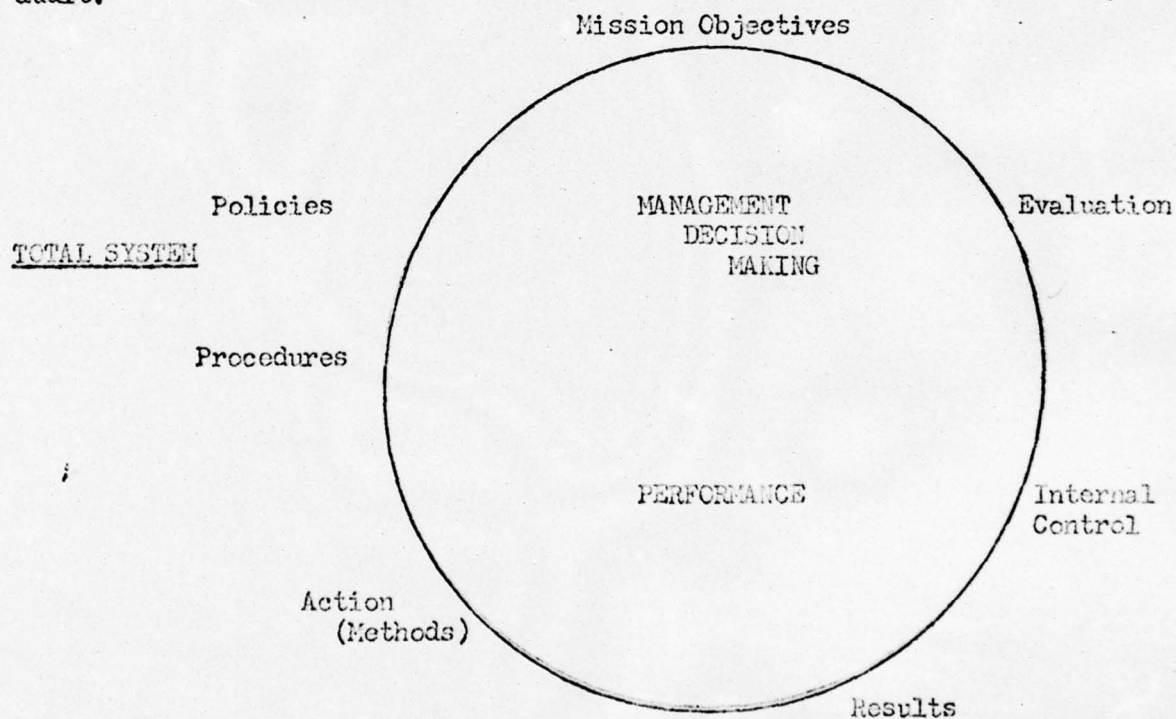 Mission Objectives
Policies
MANAGEMENT
DECISION
MAKING
Evaluation
TOTAL SYSTEM
Procedures
PERFORMANCE
Internal
Control
Action
(Methods)
Results